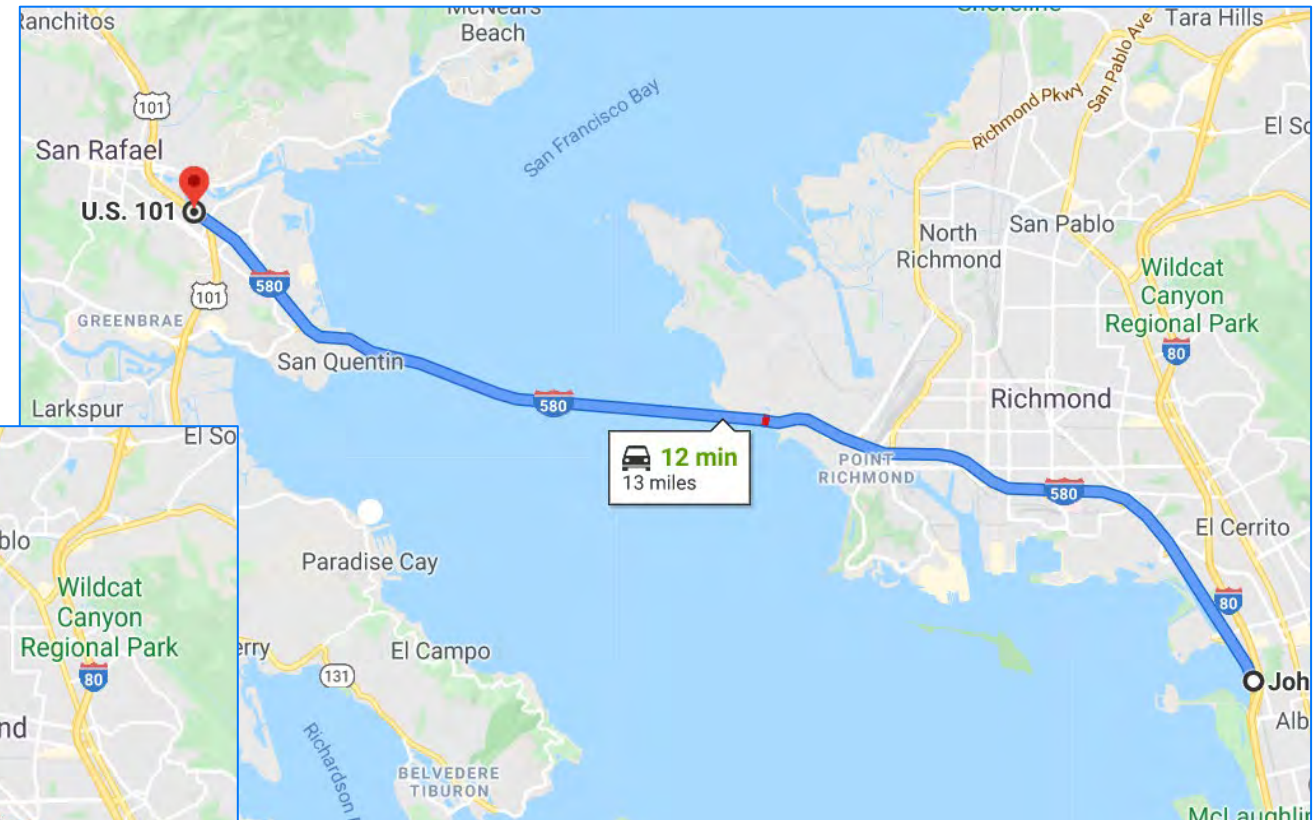 Ranchitos
McNears
Beach
Tara Hills
101
San Francisco Bay
Richmond Pkwy
San Pablo Ave
El So
San Rafael
U.S. 101
North
Richmond
San Pablo
Wildcat
Canyon
Regional Park
580
101
GREENBRAE
San Quentin
80
580
Richmond
Larkspur
El So
12 min
13 miles
POINT
RICHMOND
580
El Cerrito
blo
Paradise Cay
Wildcat
Canyon
Regional Park
80
80
erry
131
El Campo
Joh
Alb
nd
Richardson
BELVEDERE
TIBURON
McLaughlin